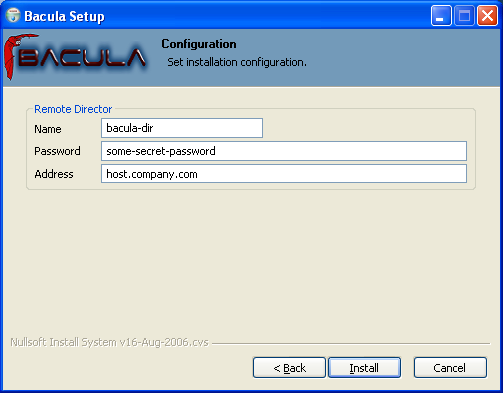 Bacula Setup
BACULA
Configuration
Set installation configuration.
Remote Director
Name bacula-dir
Password some-secret-password
Address host.company.com
Nullsoft Install System v16-Aug-2006.cvs
< Back Install Cancel